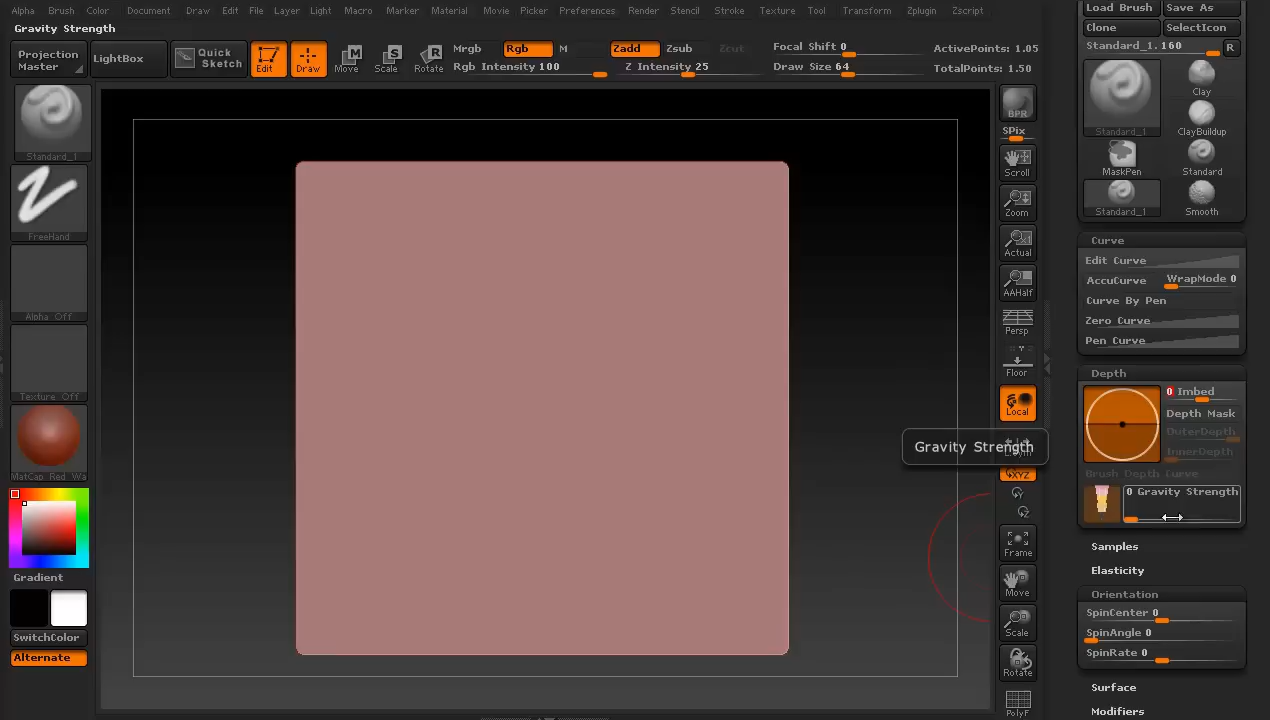 Alpha Brush Color Document Draw Edit File Layer Light Macro Marker Material Movie Picker Preferences Render Stencil Stroke Texture Tool Transform Zplugin Zscript
Gravity Strength
Projection Master
LightBox
Quick Sketch
Edit
Draw
Move
Scale
Rotate
Mrgb Rgb M
Rgb Intensity 100
Zadd Zsub Zcut
Z Intensity 25
Focal Shift 0
Draw Size 64
ActivePoints: 1.05
TotalPoints: 1.50
Standard_1
FreeHand
Alpha_Off
Texture_Off
MatCap_Red_Wa
Gradient
SwitchColor
Alternate
BPR
SPix
Scroll
Zoom
Actual
AAHalf
Persp
Floor
Local
Gravity Strength
XYZ
Frame
Move
Scale
Rotate
PolyF
Load Brush Save As
Clone SelectIcon
Standard_1. 160 R
Standard_1
Clay
ClayBuildup
MaskPen
Standard
Standard_1
Smooth
Curve
Edit Curve
AccuCurve WrapMode 0
Curve By Pen
Zero Curve
Pen Curve
Depth
0 Imbed
Depth Mask
OuterDepth
InnerDepth
Brush Depth Curve
0 Gravity Strength
Samples
Elasticity
Orientation
SpinCenter 0
SpinAngle 0
SpinRate 0
Surface
Modifiers